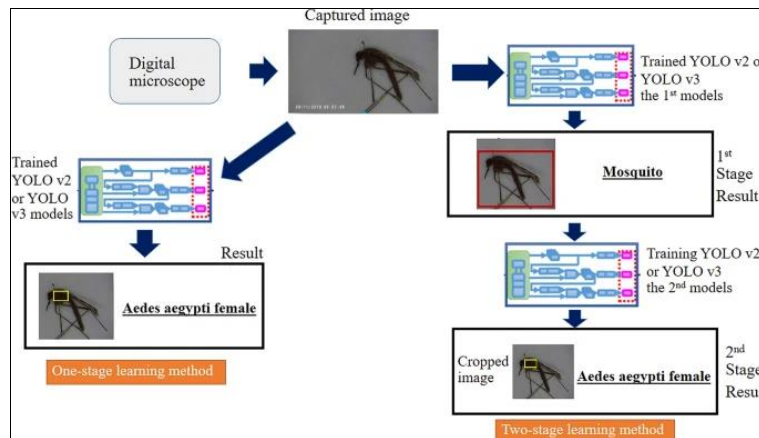 Captured image
Digital
microscope
Trained YOLO v2 or
YOLO v3
the 1st models
Trained
YOLO v2
or YOLO
v3 models
Mosquito
1st
Stage
Result
Result
Aedes aegypti female
One-stage learning method
Training YOLO v2
or YOLO v3
the 2nd models
Cropped
image
Aedes aegypti female
2nd
Stage
Resu
Two-stage learning method